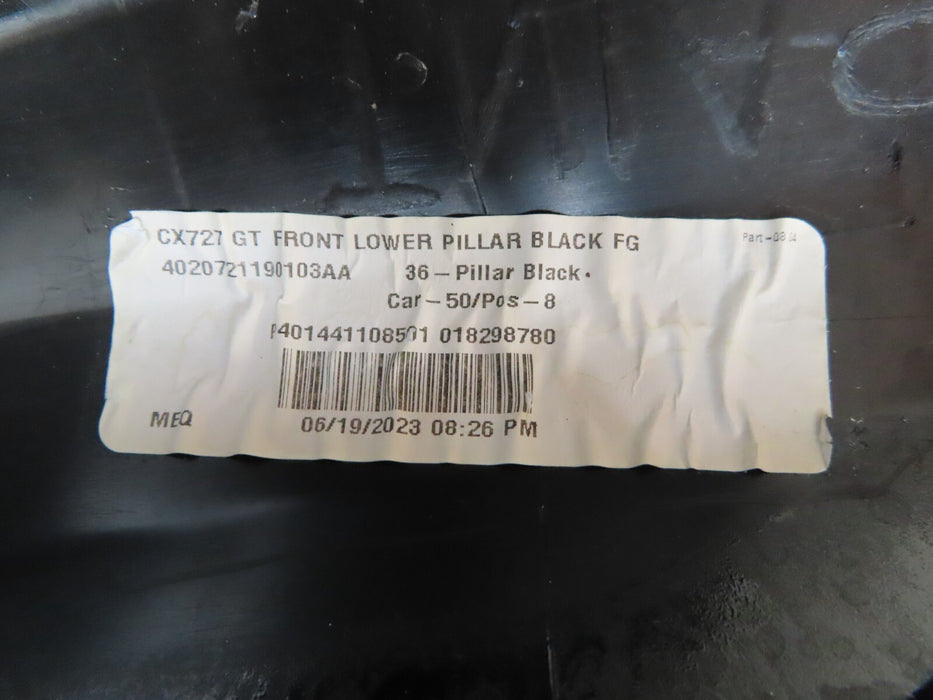 CX727 GT FRONT LOWER PILLAR BLACK FG
4020721190103AA 36-Pillar Black.
Car-50/Pos-8
P401441108501 018298780
MEQ
06/19/2023 08:26 PM